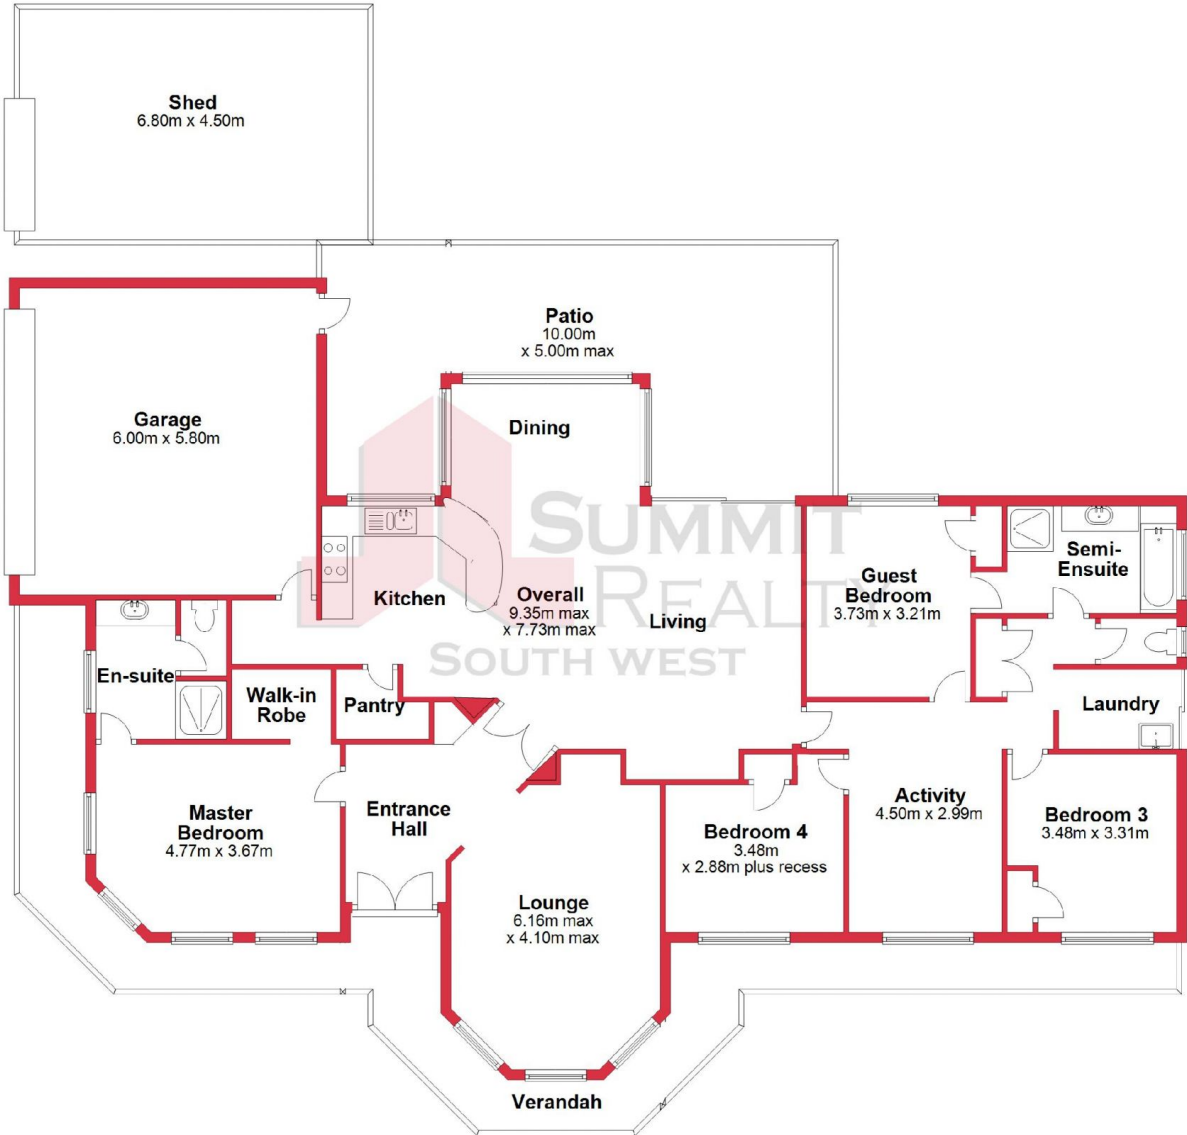 Shed
6.80m x 4.50m
Patio
10.00m
x 5.00m max
Garage
6.00m x 5.80m
Dining
SUMMIT
REALTY
SOUTH WEST
Semi-
Ensuite
Guest
Bedroom
3.73m x 3.21m
Kitchen
Overall
9.35m max
x 7.73m max
Living
En-suite
Walk-in
Robe
Pantry
Laundry
Master
Bedroom
4.77m x 3.67m
Entrance
Hall
Activity
4.50m x 2.99m
Bedroom 3
3.48m x 3.31m
Bedroom 4
3.48m
x 2.88m plus recess
Lounge
6.16m max
x 4.10m max
Verandah